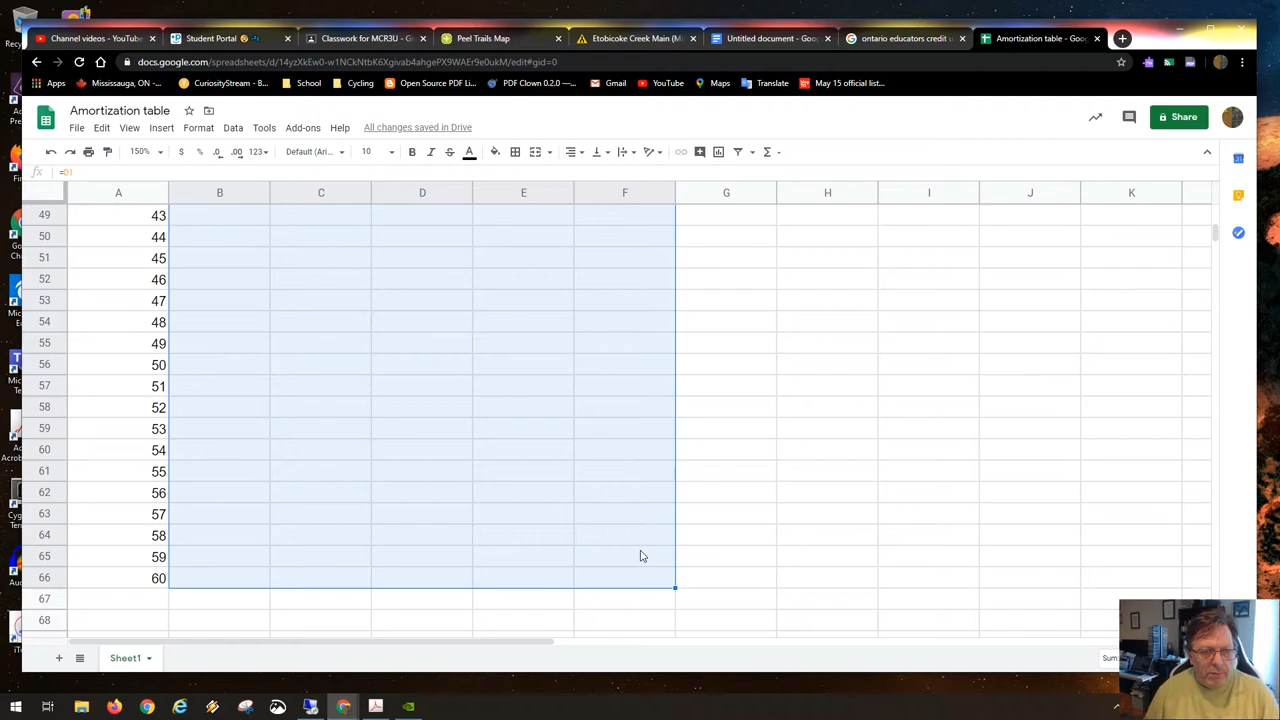 Channel videos - YouTube
Student Portal
Classwork for MCR3U - G
Peel Trails Map
Etobicoke Creek Main (Mi
Untitled document - Goog
ontario educators credit u
Amortization table - Goog
docs.google.com/spreadsheets/d/14yzXkEw0-w1NCkNtbK6Xgivab4ahgePX9WAEr9e0ukM/edit#gid=0
Apps
Mississauga, ON -...
CuriosityStream - B...
School
Cycling
Open Source PDF Li...
PDF Clown 0.2.0 —...
Gmail
YouTube
Maps
Translate
May 15 official list...
Amortization table
File Edit View Insert Format Data Tools Add-ons Help All changes saved in Drive
Share
150% $ % .0 .00 123 Default (Ari... 10 B I S A
fx =D1
A B C D E F G H I J K
49 43
50 44
51 45
52 46
53 47
54 48
55 49
56 50
57 51
58 52
59 53
60 54
61 55
62 56
63 57
64 58
65 59
66 60
67
68
Sheet1
Sum: